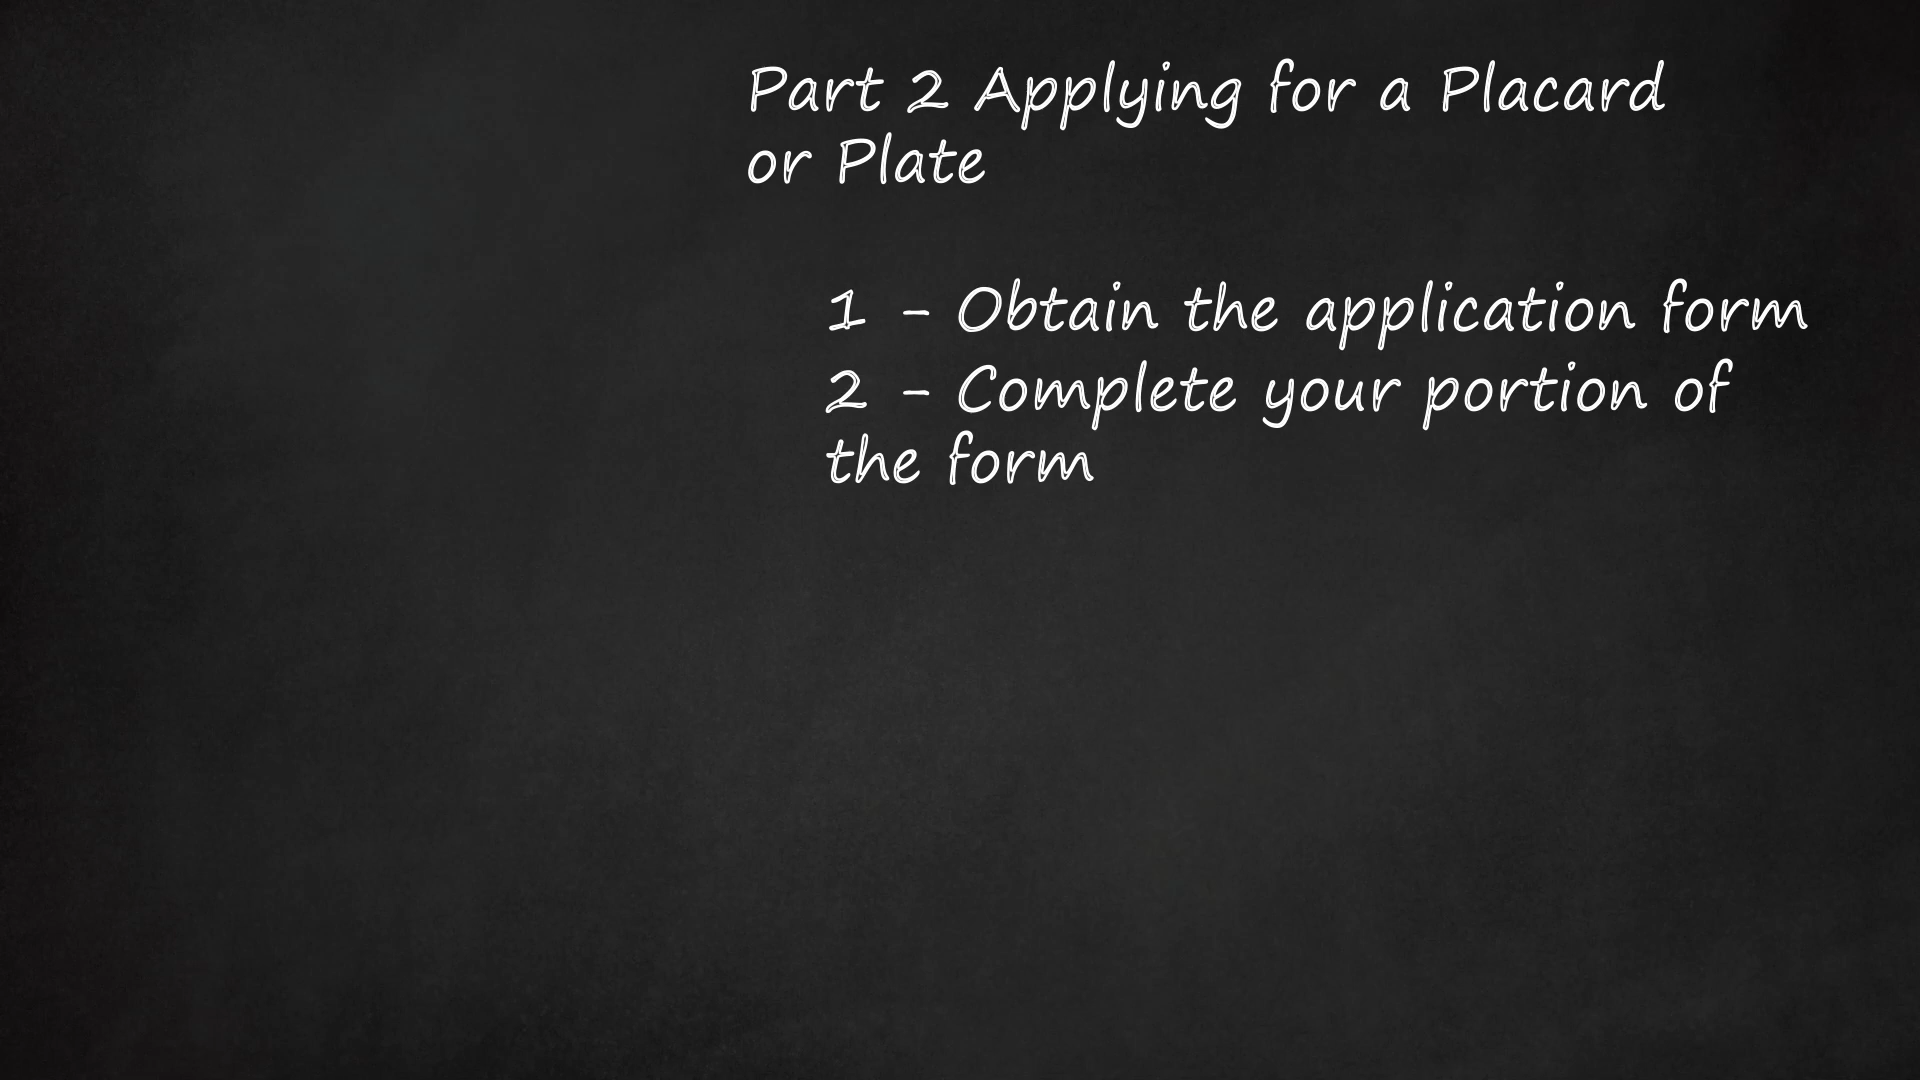 Part 2 Applying for a Placard
or Plate
1 - Obtain the application form
2 - Complete your portion of
the form